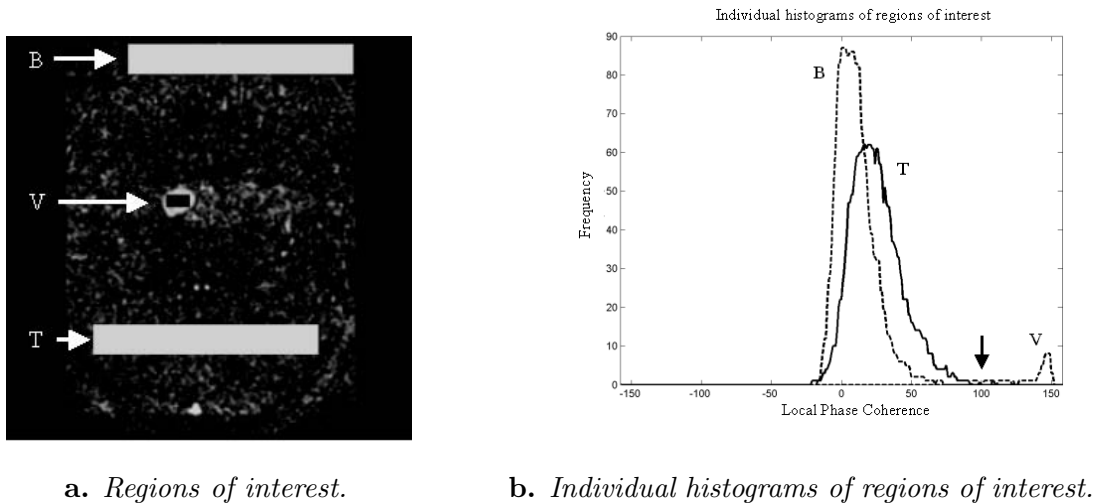 B
V
T
Individual histograms of regions of interest
Frequency
90
80
70
60
50
40
30
20
10
0
B
T
V
-150
-100
-50
0
50
100
150
Local Phase Coherence
a. Regions of interest.
b. Individual histograms of regions of interest.